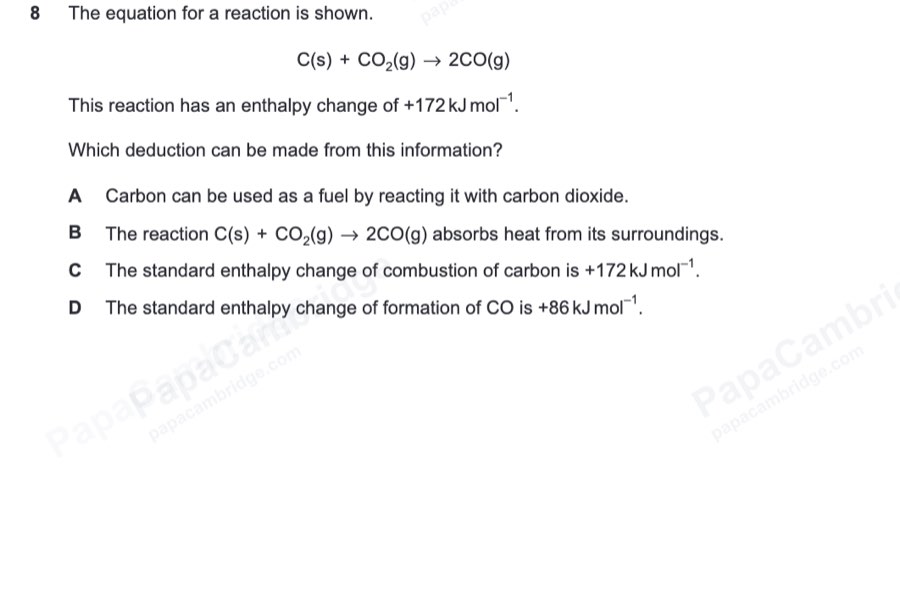 8 The equation for a reaction is shown.
C(s) + CO₂(g) → 2CO(g)
This reaction has an enthalpy change of +172 kJ mol⁻¹.
Which deduction can be made from this information?
A Carbon can be used as a fuel by reacting it with carbon dioxide.
B The reaction C(s) + CO₂(g) → 2CO(g) absorbs heat from its surroundings.
C The standard enthalpy change of combustion of carbon is +172 kJ mol⁻¹.
D The standard enthalpy change of formation of CO is +86 kJ mol⁻¹.
PapaCambridge
papacambridge.com
PapaCambri
papacambridge.com